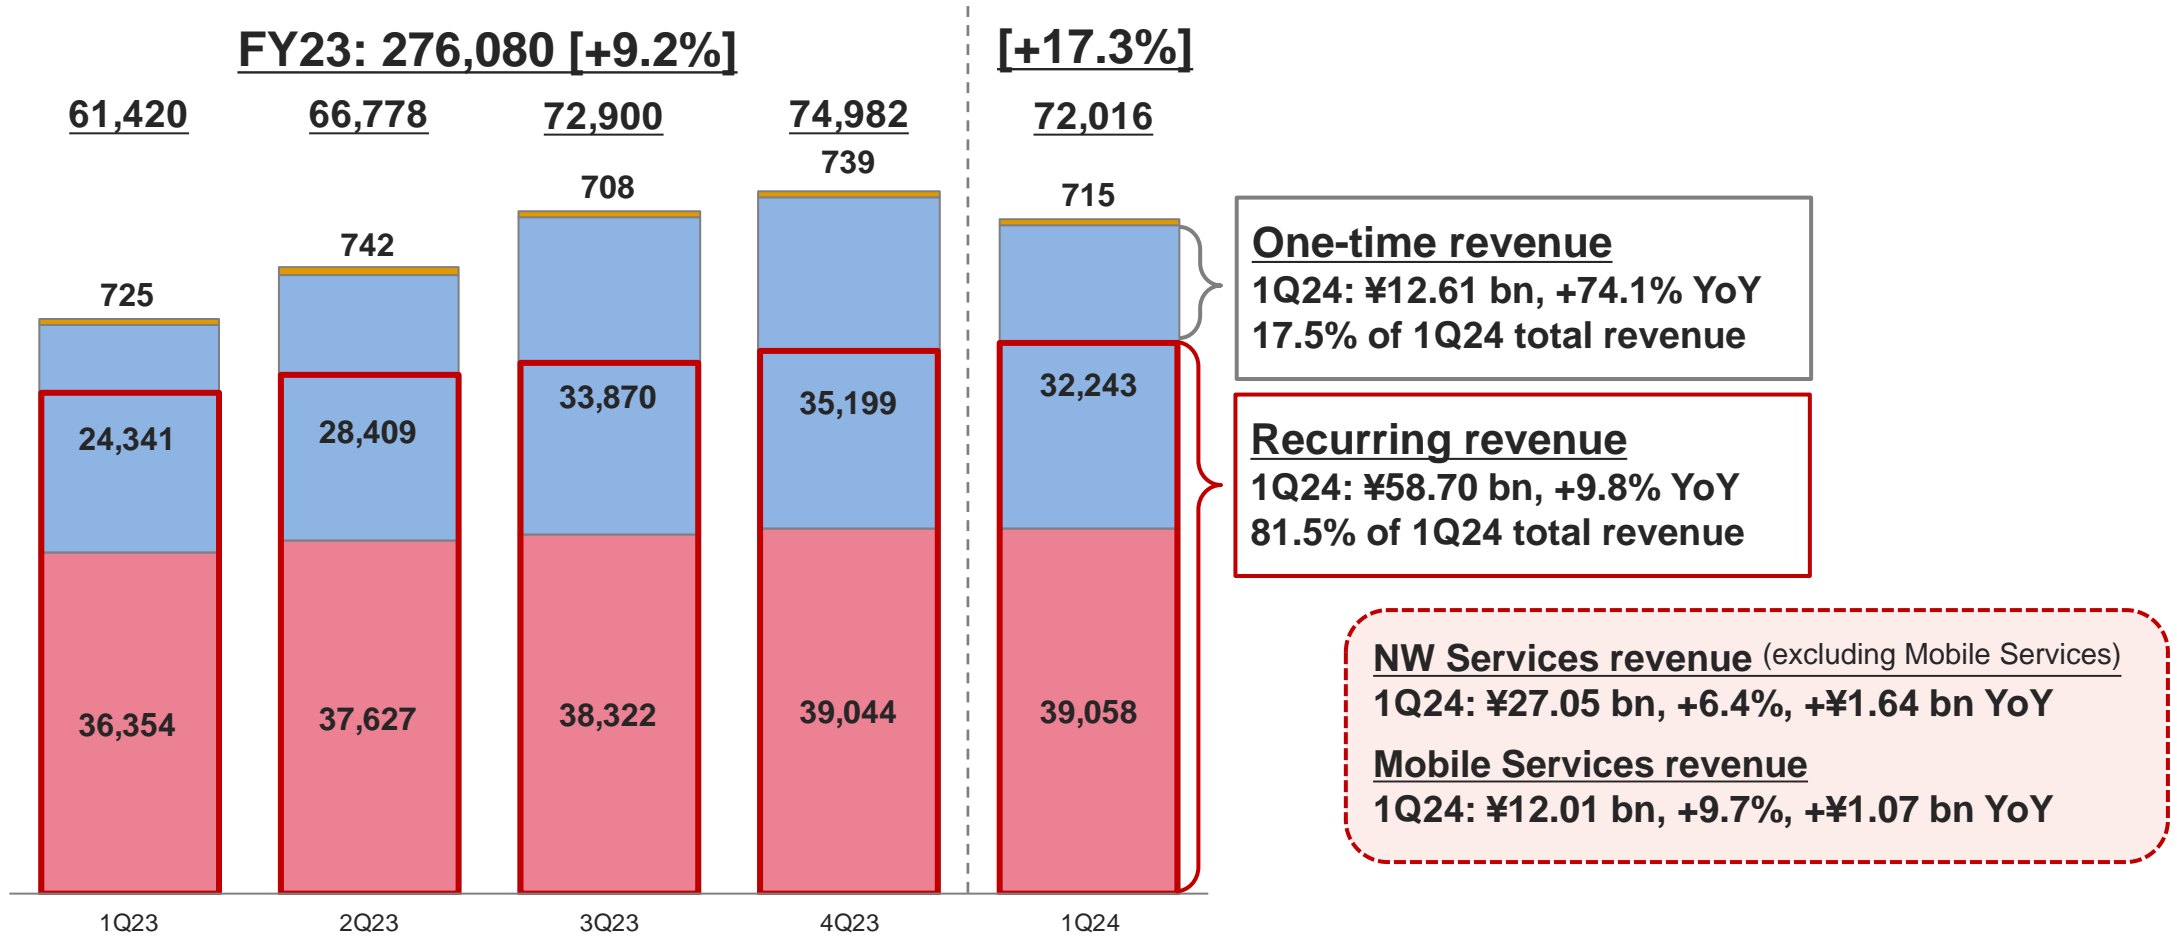 FY23: 276,080 [+9.2%]
[+17.3%]
61,420
66,778
72,900
74,982
72,016
725
742
708
739
715
24,341
28,409
33,870
35,199
32,243
36,354
37,627
38,322
39,044
39,058
1Q23
2Q23
3Q23
4Q23
1Q24
One-time revenue
1Q24: ¥12.61 bn, +74.1% YoY
17.5% of 1Q24 total revenue
Recurring revenue
1Q24: ¥58.70 bn, +9.8% YoY
81.5% of 1Q24 total revenue
NW Services revenue (excluding Mobile Services)
1Q24: ¥27.05 bn, +6.4%, +¥1.64 bn YoY
Mobile Services revenue
1Q24: ¥12.01 bn, +9.7%, +¥1.07 bn YoY